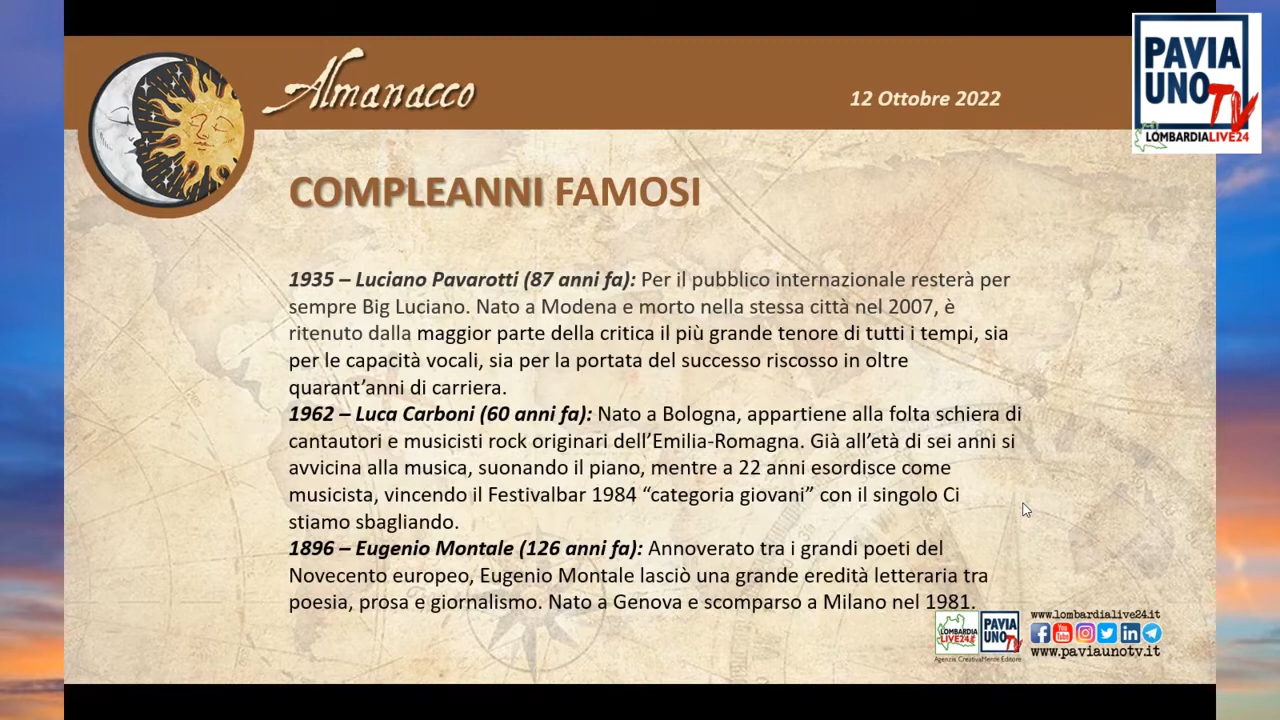 Almanacco
12 Ottobre 2022
PAVIA
UNO TV
LOMBARDIALIVE24
COMPLEANNI FAMOSI
1935 – Luciano Pavarotti (87 anni fa): Per il pubblico internazionale resterà per
sempre Big Luciano. Nato a Modena e morto nella stessa città nel 2007, è
ritenuto dalla maggior parte della critica il più grande tenore di tutti i tempi, sia
per le capacità vocali, sia per la portata del successo riscosso in oltre
quarant’anni di carriera.
1962 – Luca Carboni (60 anni fa): Nato a Bologna, appartiene alla folta schiera di
cantautori e musicisti rock originari dell’Emilia-Romagna. Già all’età di sei anni si
avvicina alla musica, suonando il piano, mentre a 22 anni esordisce come
musicista, vincendo il Festivalbar 1984 “categoria giovani” con il singolo Ci
stiamo sbagliando.
1896 – Eugenio Montale (126 anni fa): Annoverato tra i grandi poeti del
Novecento europeo, Eugenio Montale lasciò una grande eredità letteraria tra
poesia, prosa e giornalismo. Nato a Genova e scomparso a Milano nel 1981.
LOMBARDIA
LIVE24
PAVIA
UNO TV
Agenzia CreativaMente Editore
www.lombardialive24.it
You
Tube
www.paviaunotv.it